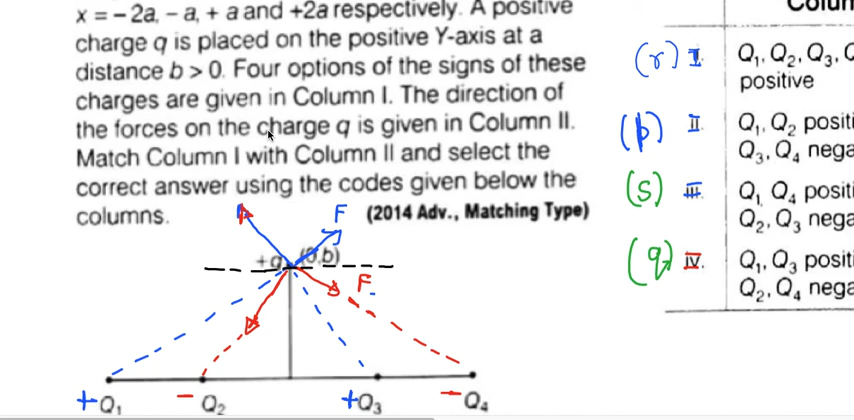 x = – 2a, – a, + a and +2a respectively. A positive
charge q is placed on the positive Y-axis at a
distance b > 0. Four options of the signs of these
charges are given in Column I. The direction of
the forces on the charge q is given in Column II.
Match Column I with Column II and select the
correct answer using the codes given below the
columns. (2014 Adv., Matching Type)
F
+q (0,b)
F
+Q₁ – Q₂ +Q₃ –Q₄
(r) I. Q₁, Q₂, Q₃,
positive
(p) II. Q₁, Q₂ positi
Q₃, Q₄ nega
(s) III. Q₁, Q₄ positi
Q₂, Q₃ nega
(q) IV. Q₁, Q₃ positi
Q₂, Q₄ nega